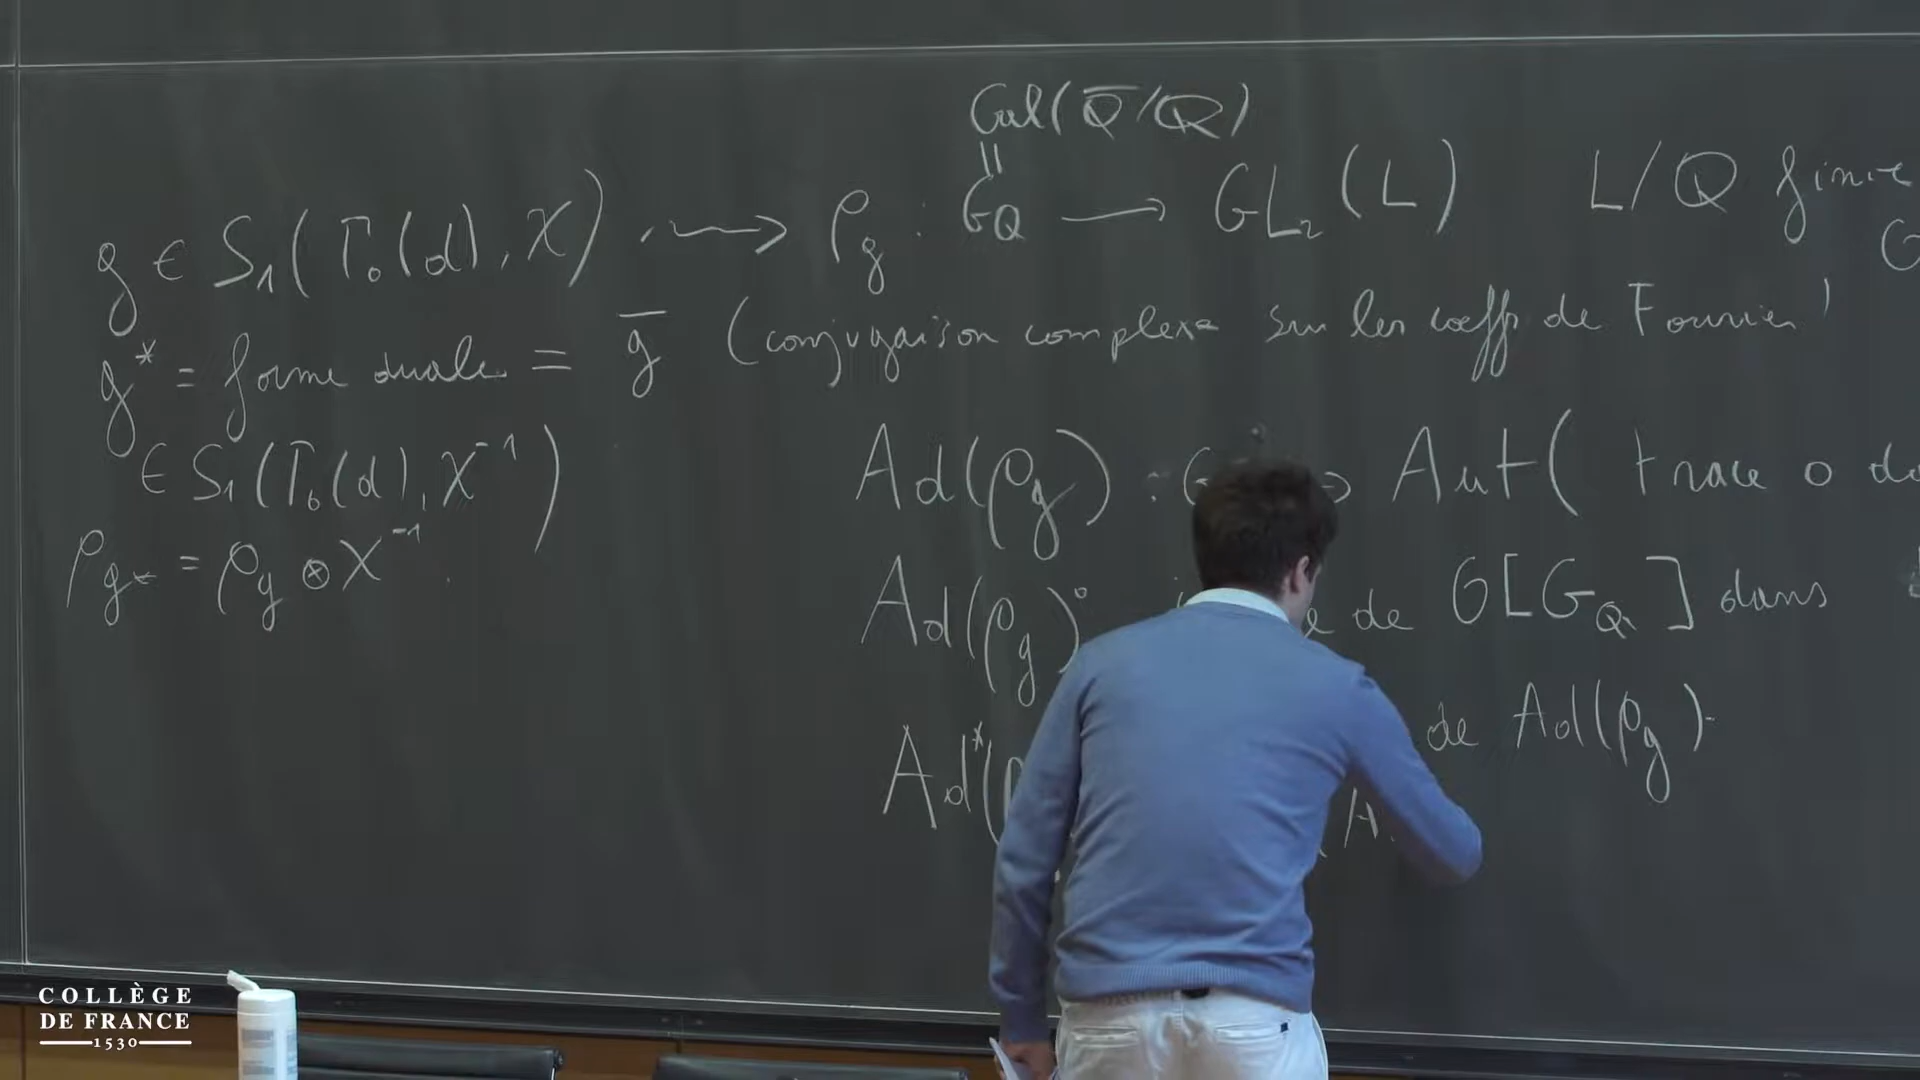 Gal(Q̄/Q)
||
g ∈ S₁(Γ₀(d), χ) ⇝ ρ_g : G_Q ⟶ GL₂(L) L/Q finie
g* = forme duale = ḡ (conjugaison complexe sur les coeffs de Fourier)
∈ S₁(Γ₀(d), χ⁻¹)
ρ_g* = ρ_g ⊗ χ⁻¹
Ad(ρ_g) : → Aut( trace 0 da
Ad(ρ_g)° de O[G_Q] dans
Ad*( de Ad(ρ_g).
COLLÈGE
DE FRANCE
1530